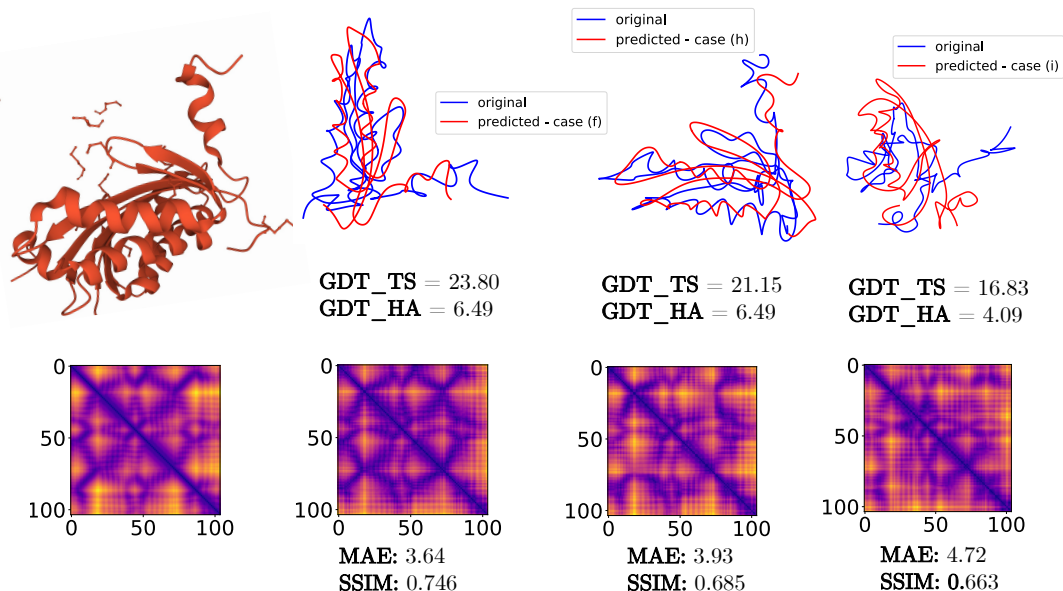 original
predicted - case (h)
original
predicted - case (i)
original
predicted - case (f)
GDT_TS = 23.80
GDT_HA = 6.49
GDT_TS = 21.15
GDT_HA = 6.49
GDT_TS = 16.83
GDT_HA = 4.09
0
50
100
0
50
100
0
50
100
0
50
100
0
50
100
0
50
100
0
50
100
0
50
100
MAE: 3.64
SSIM: 0.746
MAE: 3.93
SSIM: 0.685
MAE: 4.72
SSIM: 0.663